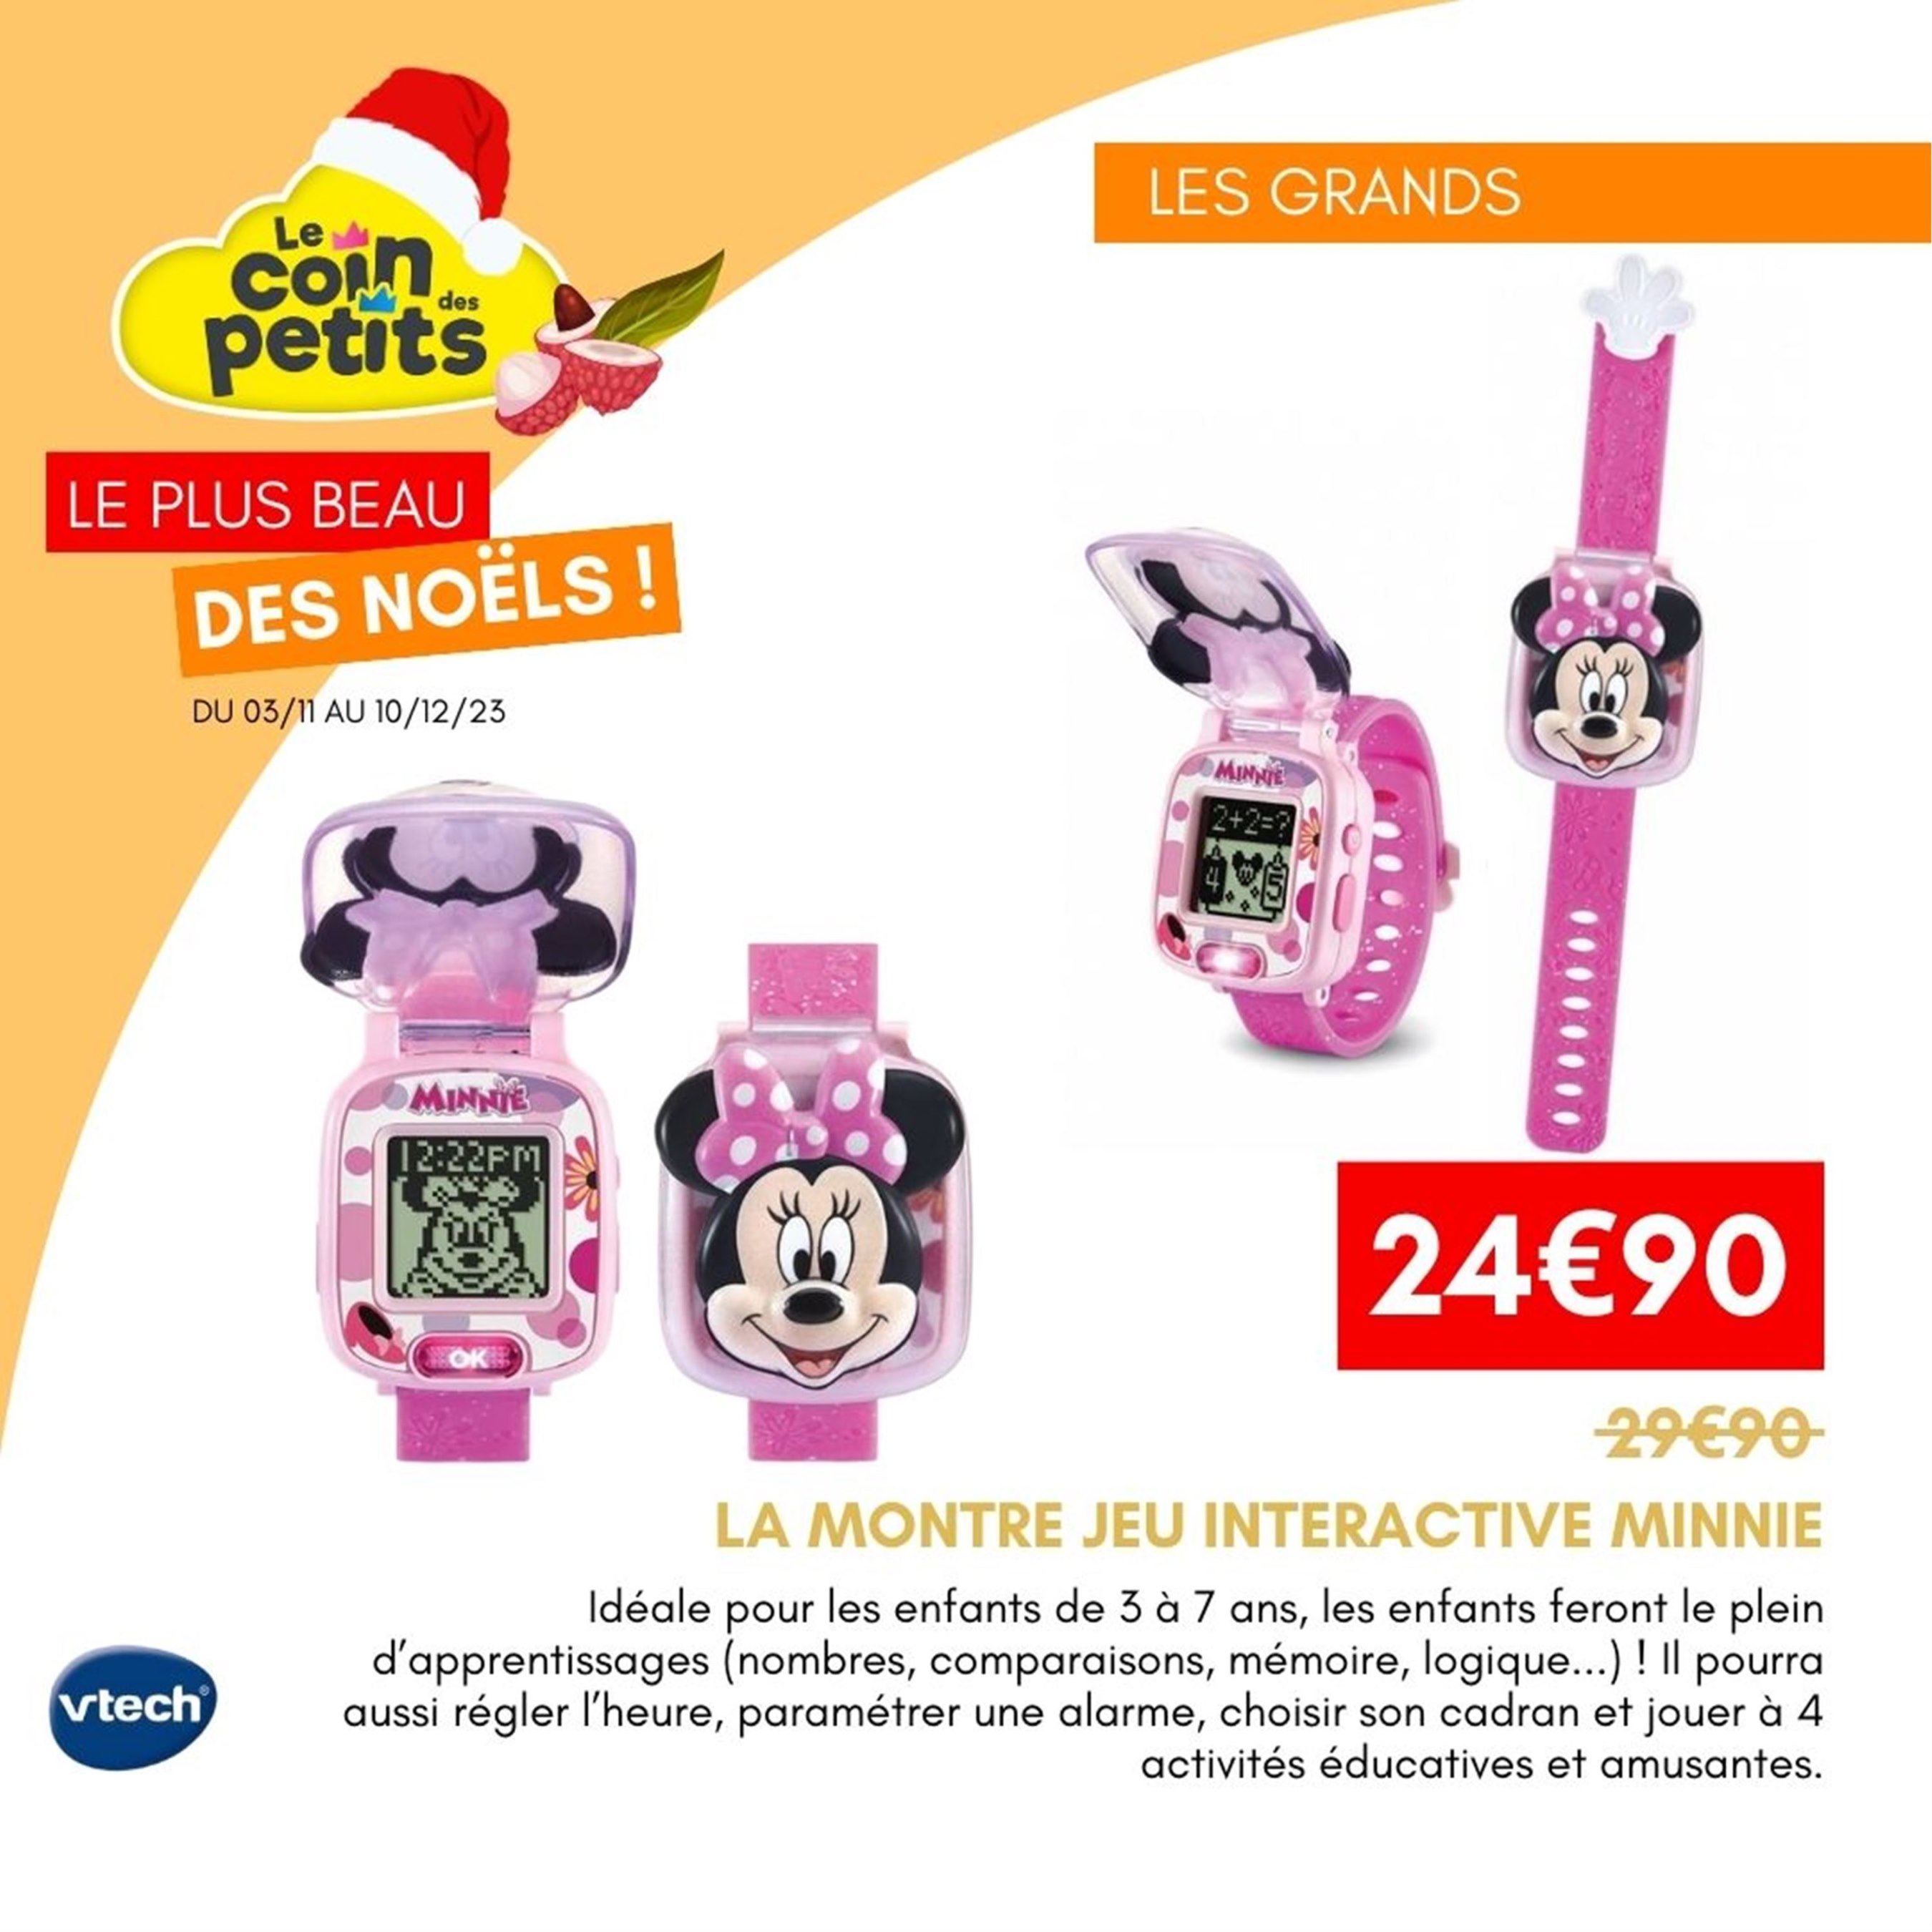 Le
coin
des
petits
LE PLUS BEAU
DES NOËLS !
DU 03/11 AU 10/12/23
LES GRANDS
MINNIE
2+2=?
4 5
MINNIE
12:22PM
OK
24€90
29€90
LA MONTRE JEU INTERACTIVE MINNIE
Idéale pour les enfants de 3 à 7 ans, les enfants feront le plein
d'apprentissages (nombres, comparaisons, mémoire, logique...) ! Il pourra
aussi régler l'heure, paramétrer une alarme, choisir son cadran et jouer à 4
activités éducatives et amusantes.
vtech®